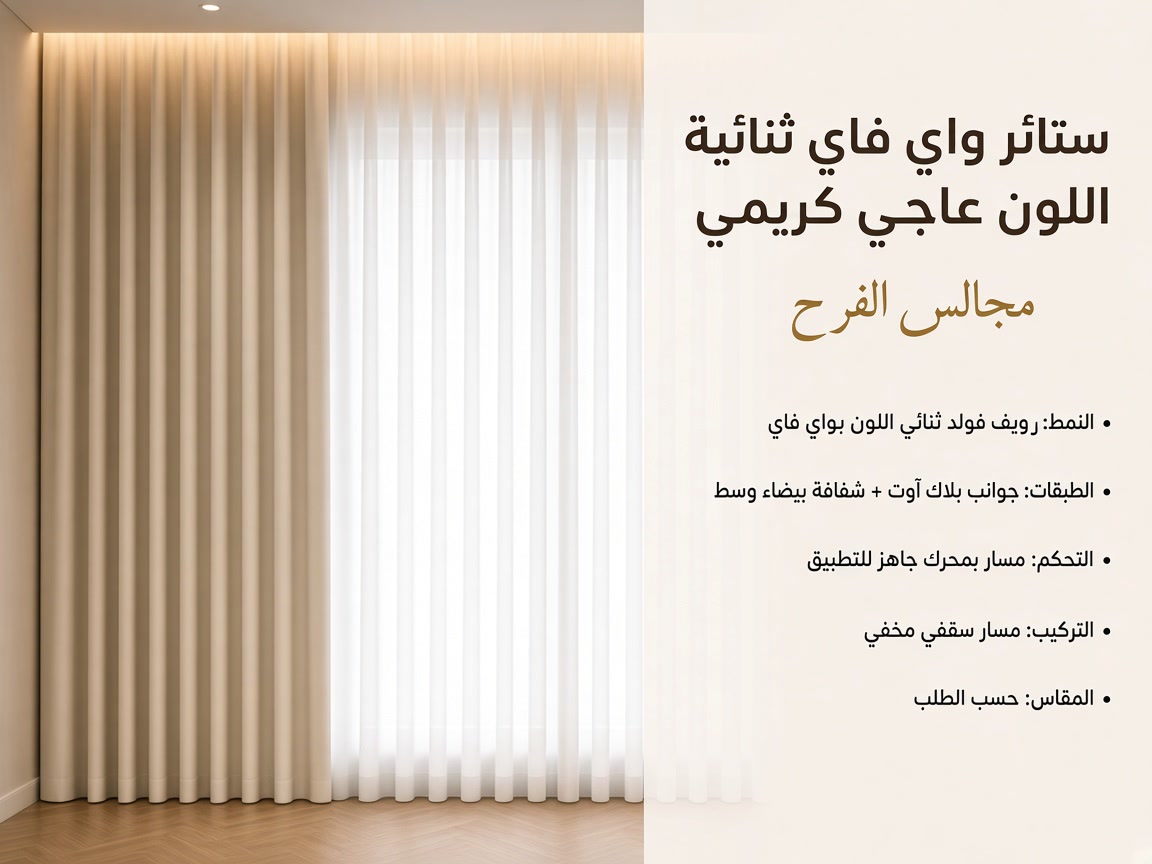 ستائر واي فاي ثنائية
اللون عاجي كريمي
مجالس الفرح
• النمط: رويف فولد ثنائي اللون بواي فاي
• الطبقات: جوانب بلاك آوت + شفافة بيضاء وسط
• التحكم: مسار بمحرك جاهز للتطبيق
• التركيب: مسار سقفي مخفي
• المقاس: حسب الطلب